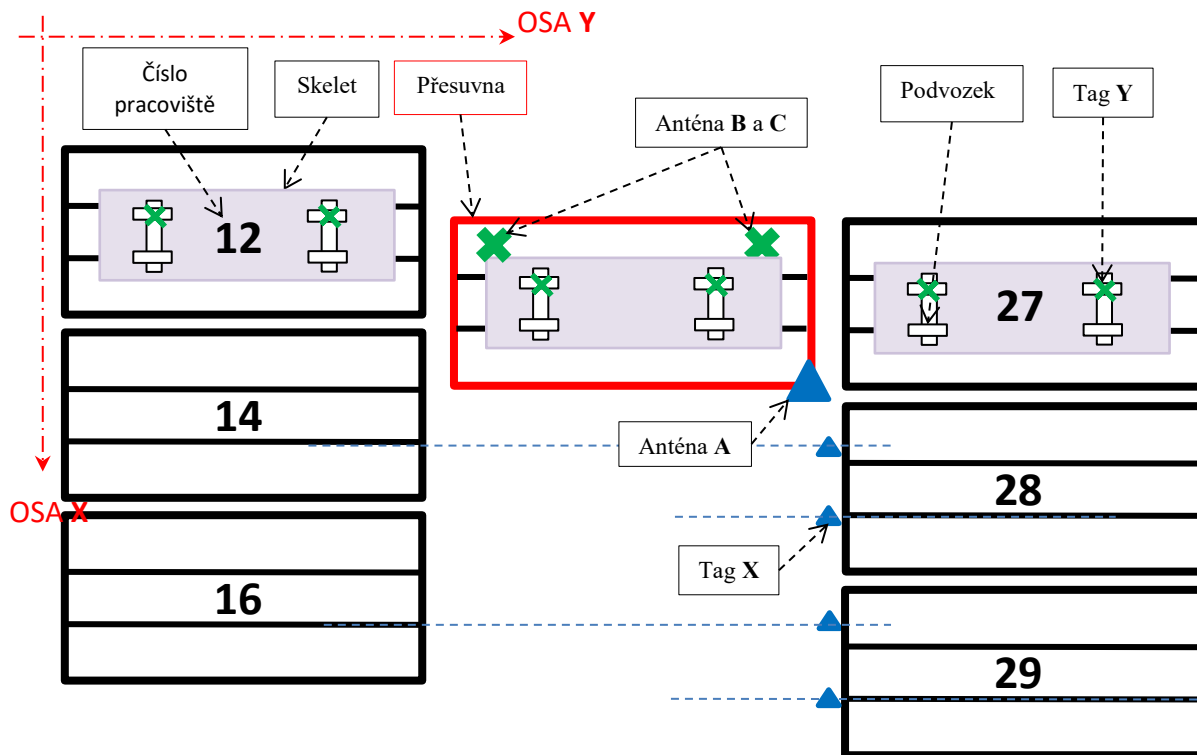 OSA Y
Číslo
pracoviště
Skelet
Přesuvna
Anténa B a C
Podvozek
Tag Y
12
27
14
Anténa A
28
OSA X
Tag X
16
29